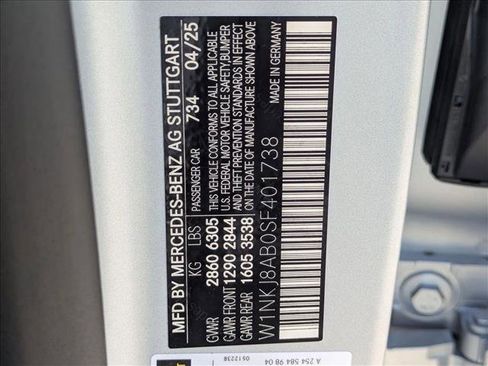 MFD BY MERCEDES-BENZ AG STUTTGART
KG LBS PASSENGER CAR 734 04/25
GVWR 2860 6305 THIS VEHICLE CONFORMS TO ALL APPLICABLE
GAWR FRONT 1290 2844 U.S. FEDERAL MOTOR VEHICLE SAFETY, BUMPER
GAWR REAR 1605 3538 AND THEFT PREVENTION STANDARDS IN EFFECT
ON THE DATE OF MANUFACTURE SHOWN ABOVE
W1NKJ8AB0SF401738 MADE IN GERMANY
0512238
A 254 584 98 04